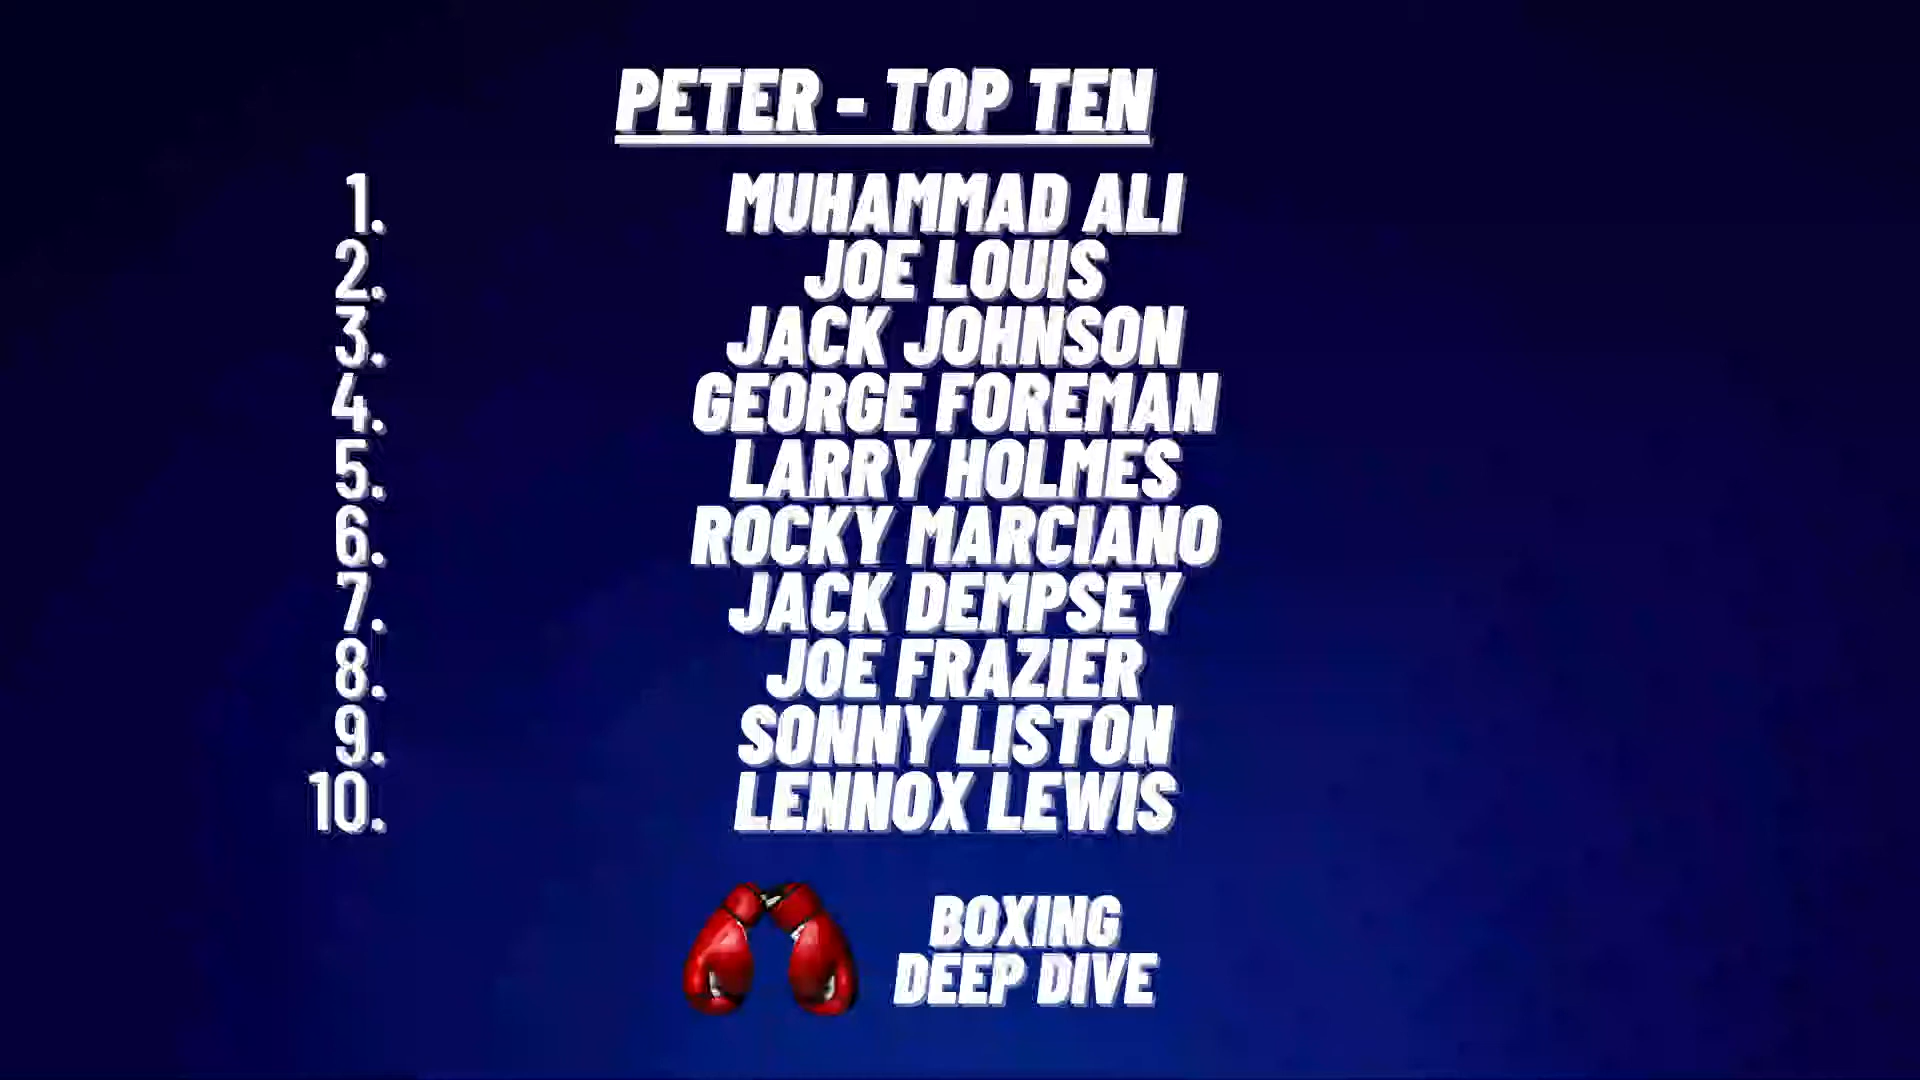 PETER - TOP TEN
1. MUHAMMAD ALI
2. JOE LOUIS
3. JACK JOHNSON
4. GEORGE FOREMAN
5. LARRY HOLMES
6. ROCKY MARCIANO
7. JACK DEMPSEY
8. JOE FRAZIER
9. SONNY LISTON
10. LENNOX LEWIS
BOXING
DEEP DIVE